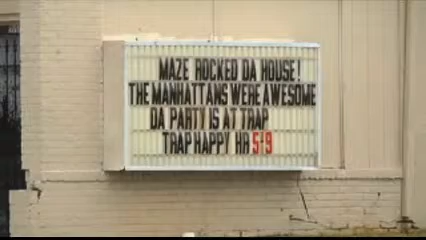 MAZE ROCKED DA HOUSE!
THE MANHATTANS WERE AWESOME
DA PARTY IS AT TRAP
TRAP HAPPY HR 5-9